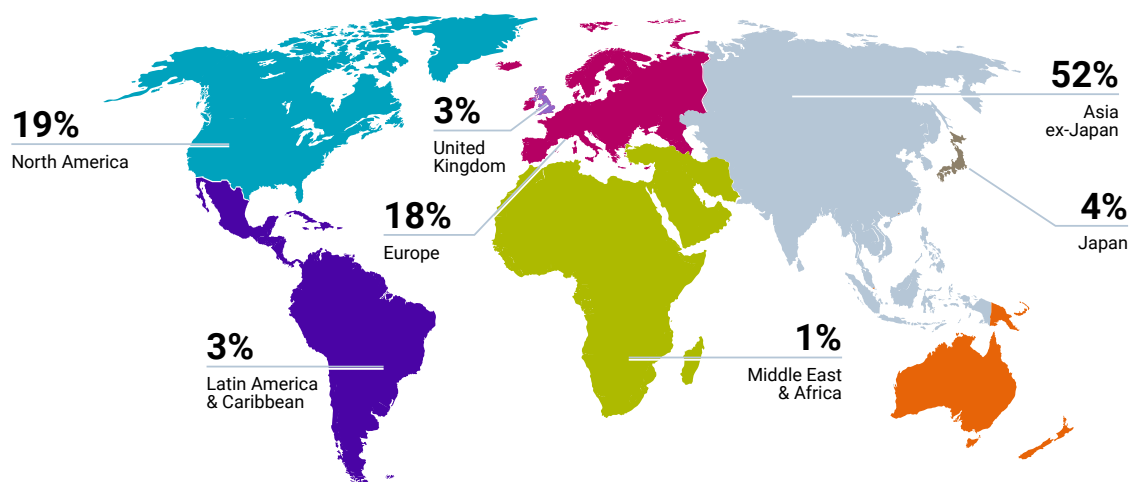 19%
North America
3%
United
Kingdom
52%
Asia
ex-Japan
18%
Europe
4%
Japan
3%
Latin America
& Caribbean
1%
Middle East
& Africa